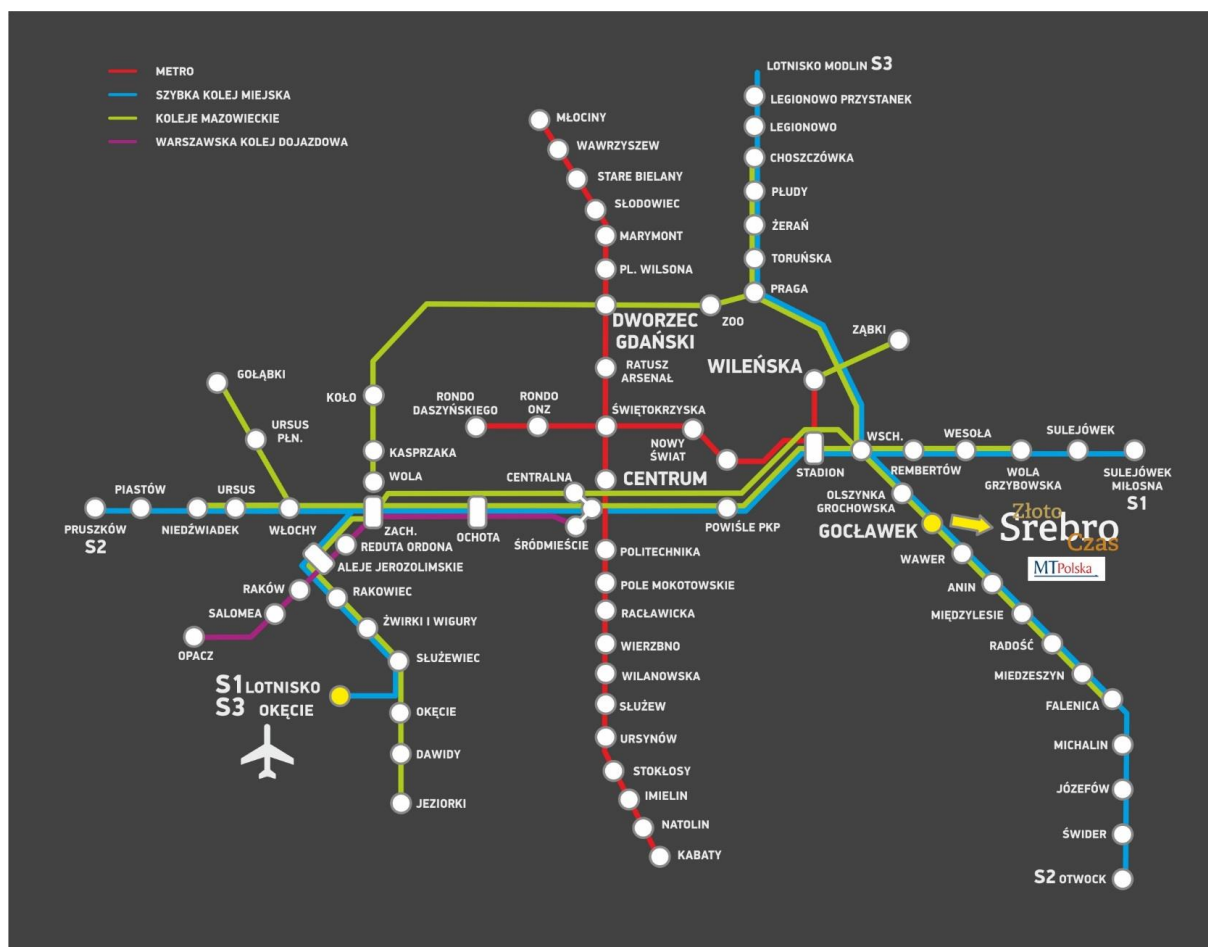 METRO
SZYBKA KOLEJ MIEJSKA
KOLEJE MAZOWIECKIE
WARSZAWSKA KOLEJ DOJAZDOWA
LOTNISKO MODLIN S3
LEGIONOWO PRZYSTANEK
LEGIONOWO
CHOSZCZÓWKA
PŁUDY
ŻERAŃ
TORUŃSKA
PRAGA
MŁOCINY
WAWRZYSZEW
STARE BIELANY
SŁODOWIEC
MARYMONT
PL. WILSONA
DWORZEC
GDAŃSKI
ZOO
ZĄBKI
WILEŃSKA
RATUSZ
ARSENAŁ
GOŁĄBKI
URSUS
PŁN.
KOŁO
KASPRZAKA
WOLA
RONDO
DASZYŃSKIEGO
RONDO
ONZ
ŚWIĘTOKRZYSKA
NOWY
ŚWIAT
STADION
WSCH.
REMBERTÓW
WESOŁA
WOLA
GRZYBOWSKA
SULEJÓWEK
SULEJÓWEK
MIŁOSNA
S1
CENTRALNA
CENTRUM
PRUSZKÓW
S2
PIASTÓW
NIEDŹWIADEK
URSUS
WŁOCHY
ZACH.
OCHOTA
ŚRÓDMIEŚCIE
POWIŚLE PKP
OLSZYNKA
GROCHOWSKA
GOCŁAWEK
Złoto
Srebro
Czas
MTPolska
REDUTA ORDONA
ALEJE JEROZOLIMSKIE
RAKÓW
SALOMEA
OPACZ
RAKOWIEC
ŻWIRKI I WIGURY
SŁUŻEWIEC
S1 LOTNISKO
S3 OKĘCIE
OKĘCIE
DAWIDY
JEZIORKI
POLITECHNIKA
POLE MOKOTOWSKIE
RACŁAWICKA
WIERZBNO
WILANOWSKA
SŁUŻEW
URSYNÓW
STOKŁOSY
IMIELIN
NATOLIN
KABATY
WAWER
ANIN
MIĘDZYLESIE
RADOŚĆ
MIEDZESZYN
FALENICA
MICHALIN
JÓZEFÓW
ŚWIDER
S2 OTWOCK